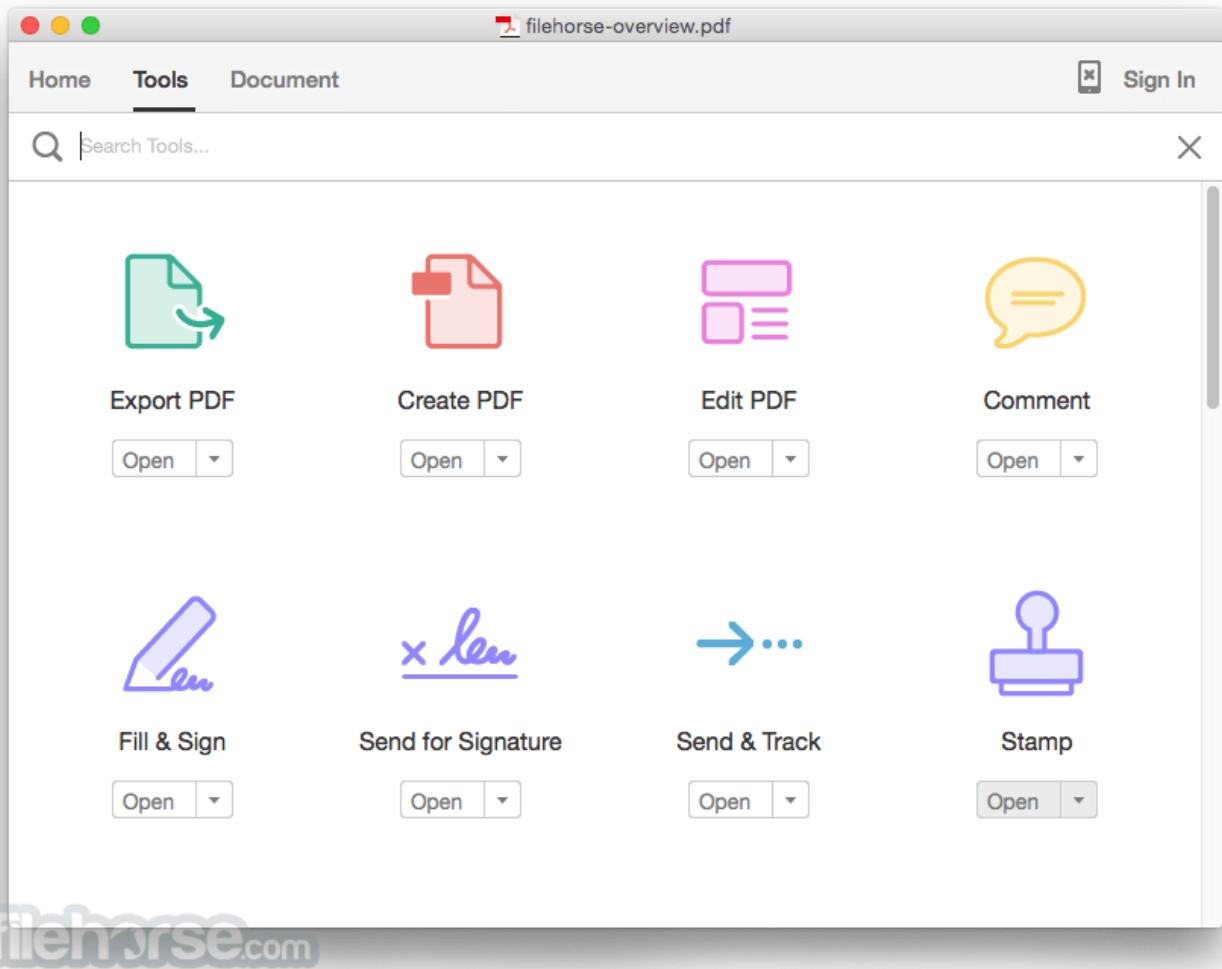 filehorse-overview.pdf
Home Tools Document Sign In
Search Tools...
Export PDF Create PDF Edit PDF Comment
Open Open Open Open
Fill & Sign Send for Signature Send & Track Stamp
Open Open Open Open
filehorse.com